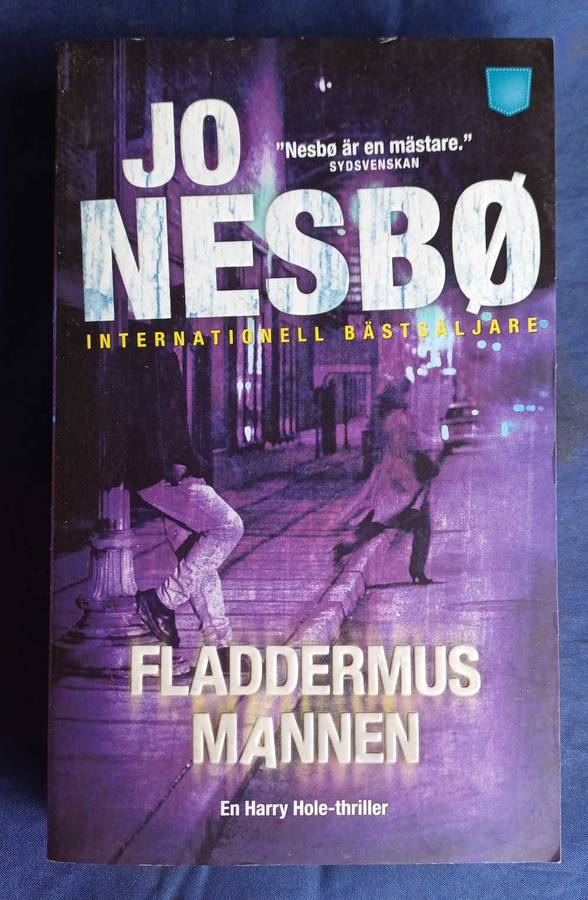 JO
"Nesbø är en mästare."
SYDSVENSKAN
NESBØ
INTERNATIONELL BÄSTSÄLJARE
FLADDERMUS
MANNEN
En Harry Hole-thriller